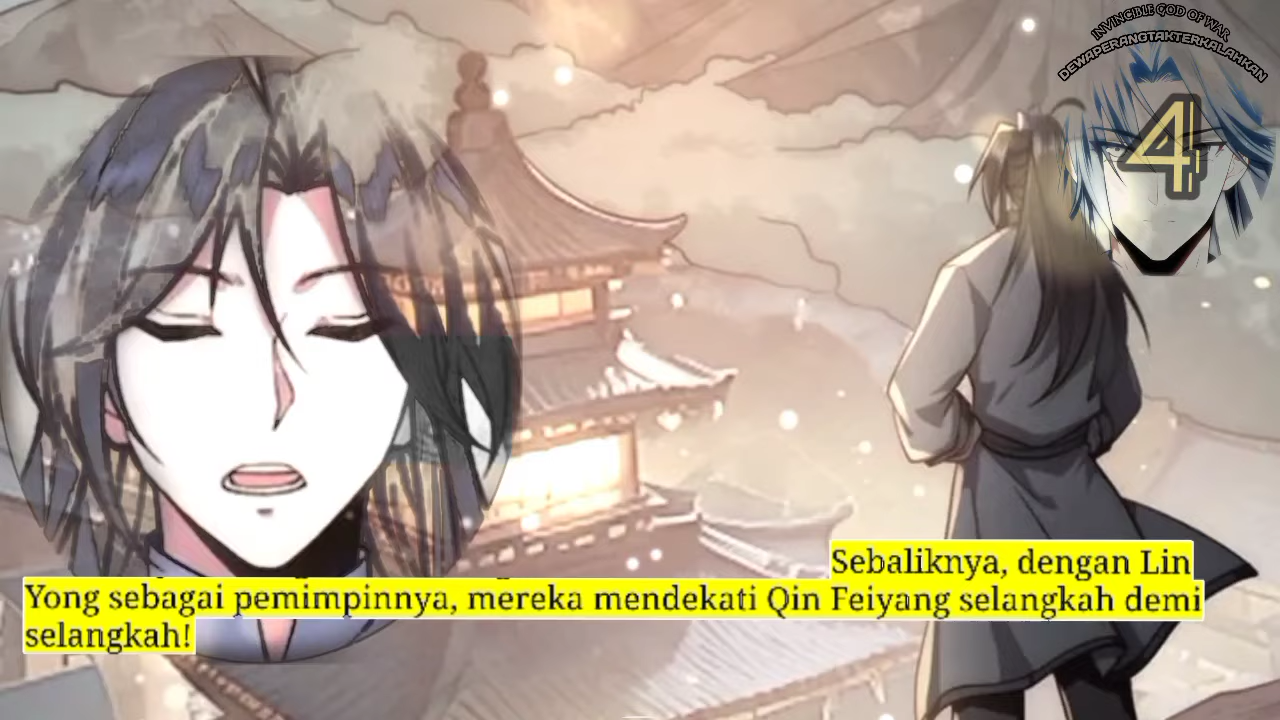 INVINCIBLE GOD OF WAR
DEWAPERANGTAKTERKALAHKAN
4
Sebaliknya, dengan Lin
Yong sebagai pemimpinnya, mereka mendekati Qin Feiyang selangkah demi
selangkah!